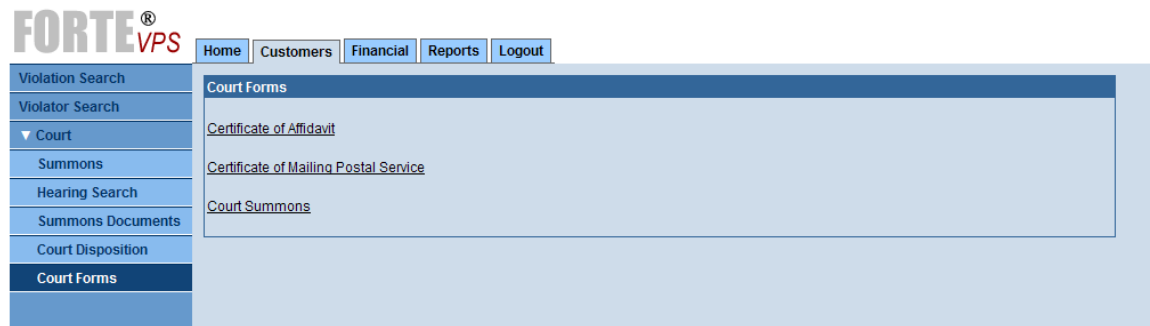 FORTE®
VPS
Home Customers Financial Reports Logout
Violation Search
Violator Search
Court
Summons
Hearing Search
Summons Documents
Court Disposition
Court Forms
Court Forms
Certificate of Affidavit
Certificate of Mailing Postal Service
Court Summons